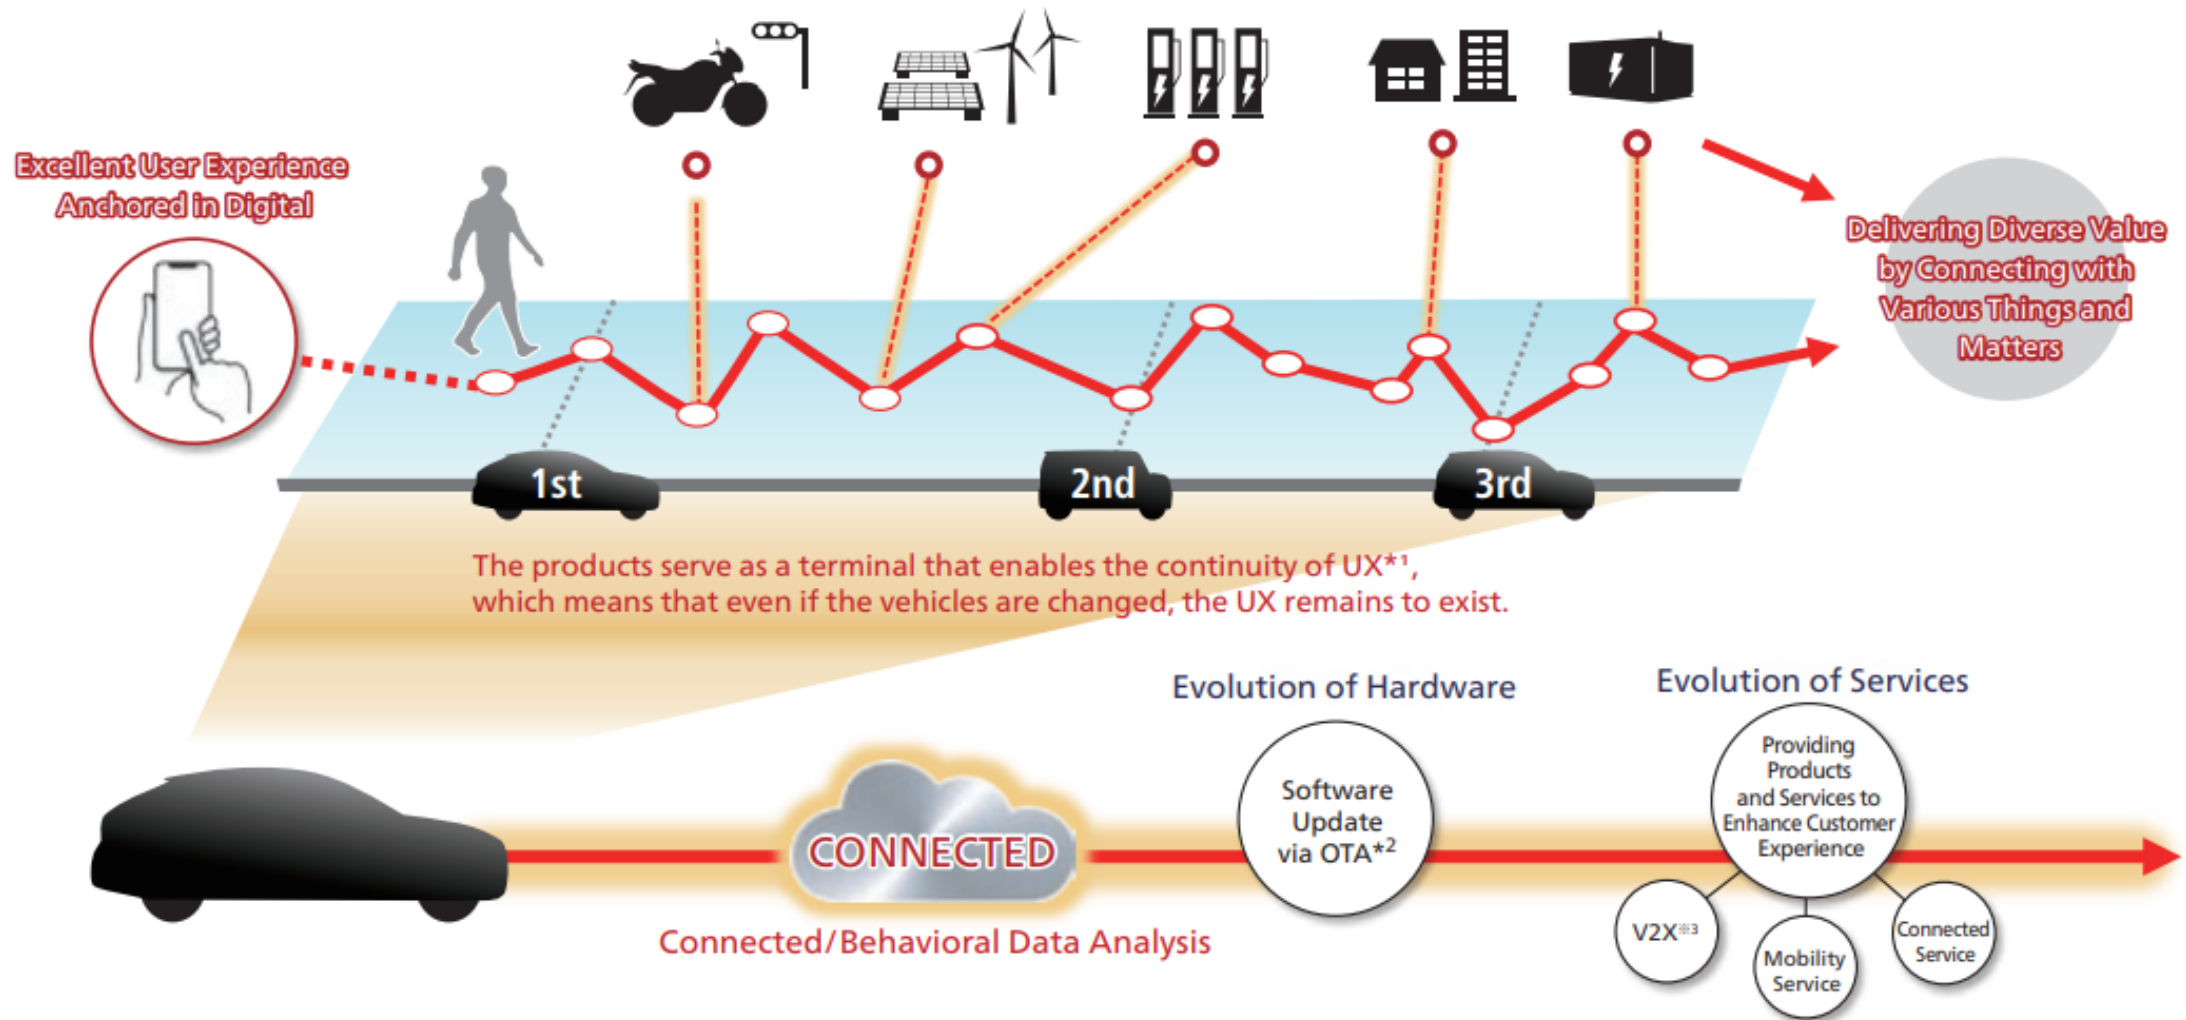 Excellent User Experience
Anchored in Digital
Delivering Diverse Value
by Connecting with
Various Things and
Matters
1st
2nd
3rd
The products serve as a terminal that enables the continuity of UX*¹,
which means that even if the vehicles are changed, the UX remains to exist.
Evolution of Hardware
Evolution of Services
CONNECTED
Connected/Behavioral Data Analysis
Software
Update
via OTA*²
Providing
Products
and Services to
Enhance Customer
Experience
V2X※3
Mobility
Service
Connected
Service